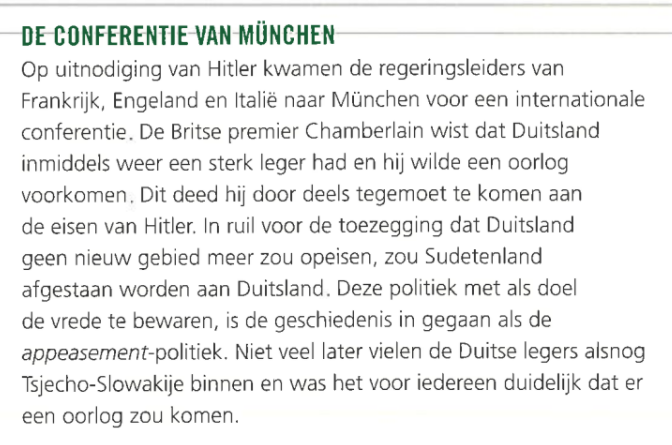 DE CONFERENTIE VAN MÜNCHEN
Op uitnodiging van Hitler kwamen de regeringsleiders van
Frankrijk, Engeland en Italië naar München voor een internationale
conferentie. De Britse premier Chamberlain wist dat Duitsland
inmiddels weer een sterk leger had en hij wilde een oorlog
voorkomen. Dit deed hij door deels tegemoet te komen aan
de eisen van Hitler. In ruil voor de toezegging dat Duitsland
geen nieuw gebied meer zou opeisen, zou Sudetenland
afgestaan worden aan Duitsland. Deze politiek met als doel
de vrede te bewaren, is de geschiedenis in gegaan als de
appeasement-politiek. Niet veel later vielen de Duitse legers alsnog
Tsjecho-Slowakije binnen en was het voor iedereen duidelijk dat er
een oorlog zou komen.